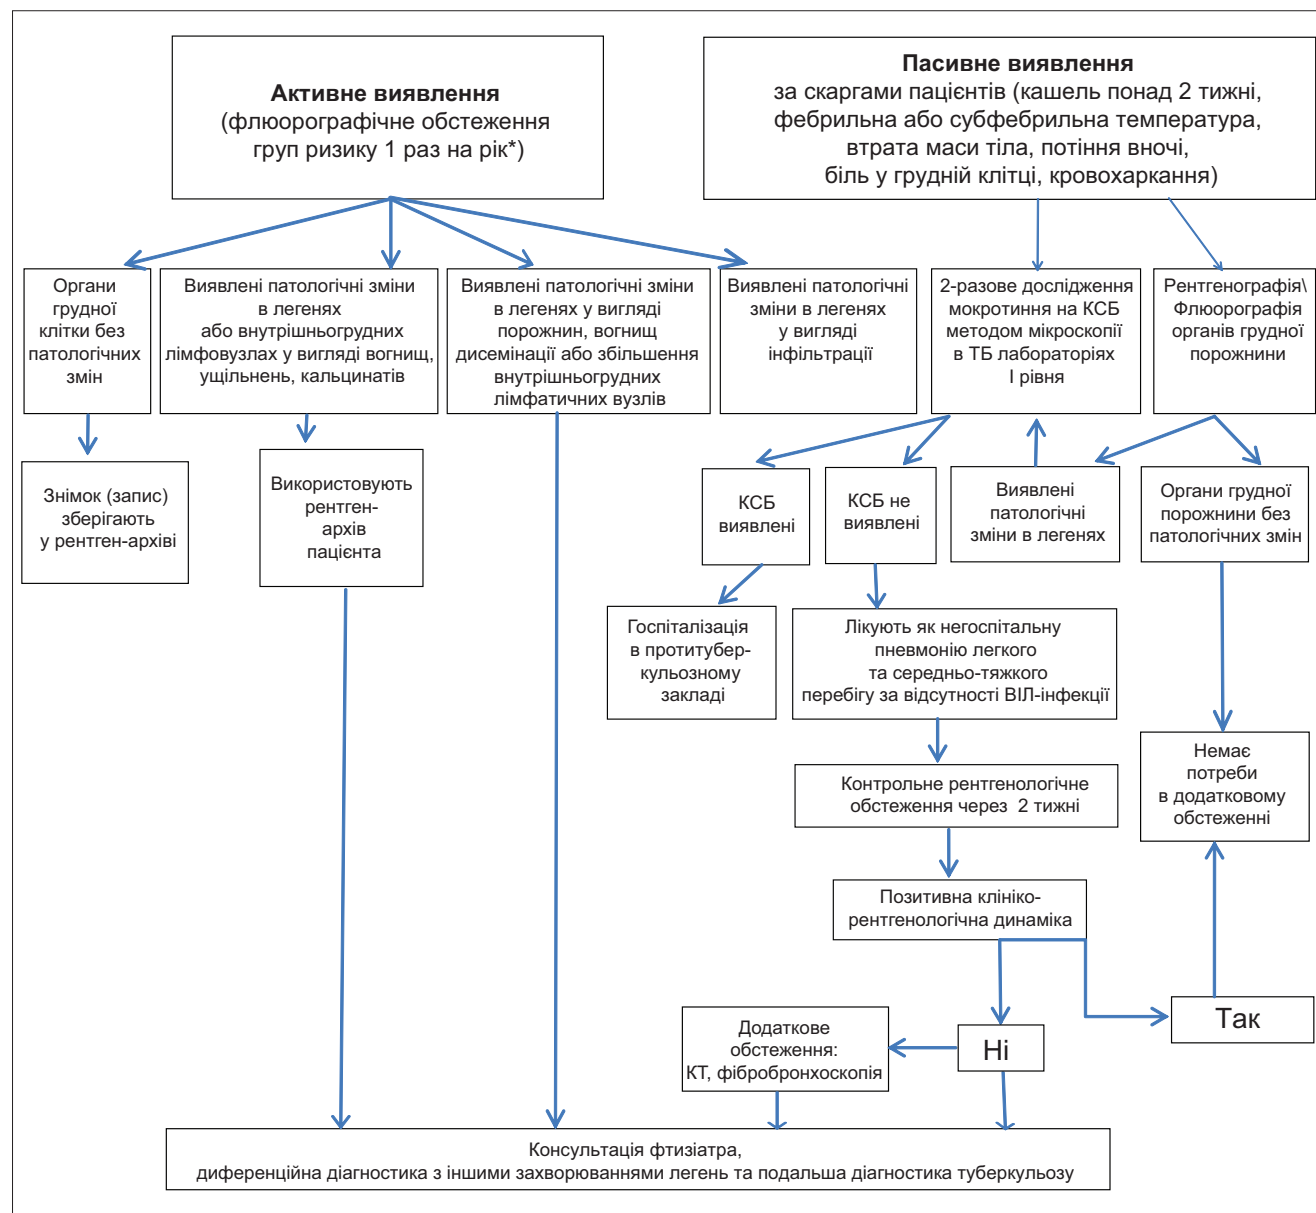 Активне виявлення
(флюорографічне обстеження
груп ризику 1 раз на рік*)
Пасивне виявлення
за скаргами пацієнтів (кашель понад 2 тижні,
фебрильна або субфебрильна температура,
втрата маси тіла, потіння вночі,
біль у грудній клітці, кровохаркання)
Органи
грудної
клітки без
патологічних
змін
Виявлені патологічні зміни
в легенях
або внутрішньогрудних
лімфовузлах у вигляді вогнищ,
ущільнень, кальцинатів
Виявлені патологічні зміни
в легенях у вигляді
порожнин, вогнищ
дисемінації або збільшення
внутрішньогрудних
лімфатичних вузлів
Виявлені патологічні
зміни в легенях
у вигляді
інфільтрації
2-разове дослідження
мокротиння на КСБ
методом мікроскопії
в ТБ лабораторіях
І рівня
Рентгенографія\
Флюорографія
органів грудної
порожнини
Знімок (запис)
зберігають
у рентген-архіві
Використовують
рентген-
архів
пацієнта
КСБ
виявлені
КСБ не
виявлені
Виявлені
патологічні
зміни в легенях
Органи грудної
порожнини без
патологічних змін
Госпіталізація
в протитубер-
кульозному
закладі
Лікують як негоспітальну
пневмонію легкого
та середньо-тяжкого
перебігу за відсутності ВІЛ-інфекції
Немає
потреби
в додатковому
обстеженні
Контрольне рентгенологічне
обстеження через 2 тижні
Позитивна клініко-
рентгенологічна динаміка
Так
Ні
Додаткове
обстеження:
КТ, фібробронхоскопія
Консультація фтизіатра,
диференційна діагностика з іншими захворюваннями легень та подальша діагностика туберкульозу